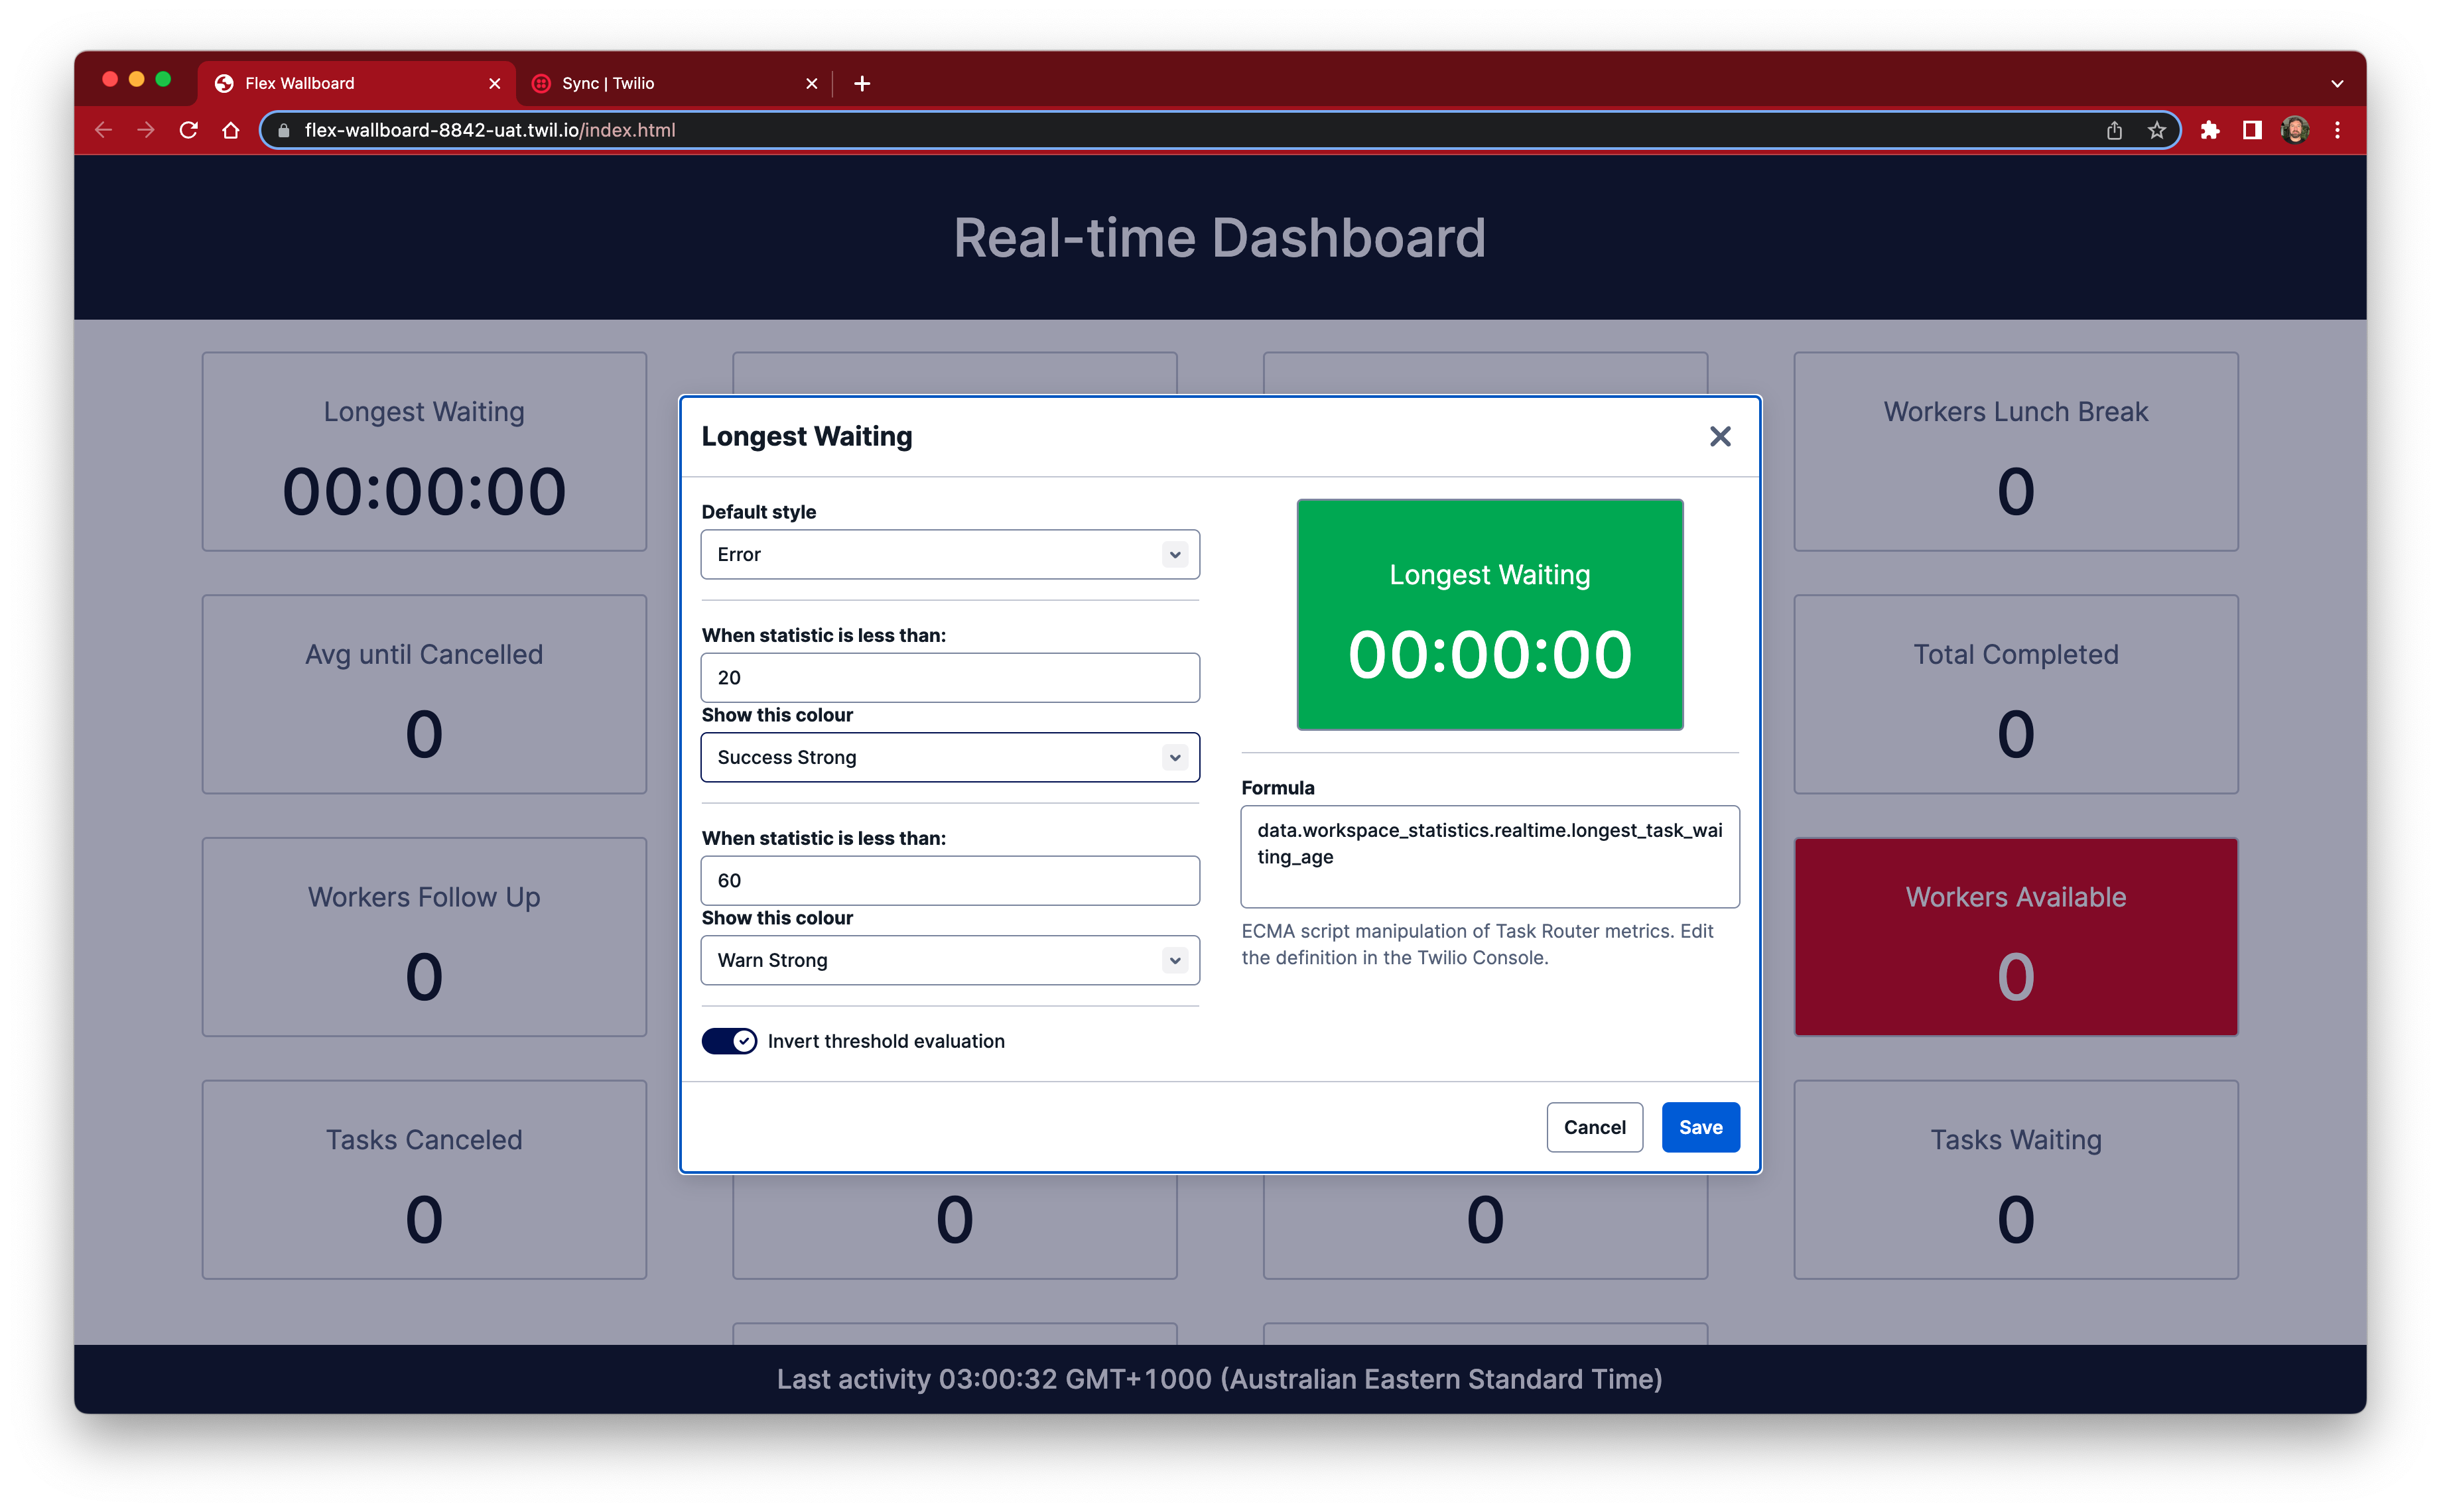 Flex Wallboard
Sync | Twilio
flex-wallboard-8842-uat.twil.io/index.html
Real-time Dashboard
Longest Waiting
00:00:00
Workers Lunch Break
0
Avg until Cancelled
0
Total Completed
0
Workers Follow Up
0
Workers Available
0
Tasks Canceled
0
0
0
Tasks Waiting
0
Longest Waiting
Default style
Error
When statistic is less than:
20
Show this colour
Success Strong
When statistic is less than:
60
Show this colour
Warn Strong
Invert threshold evaluation
Longest Waiting
00:00:00
Formula
data.workspace_statistics.realtime.longest_task_wai
ting_age
ECMA script manipulation of Task Router metrics. Edit
the definition in the Twilio Console.
Cancel
Save
Last activity 03:00:32 GMT+1000 (Australian Eastern Standard Time)